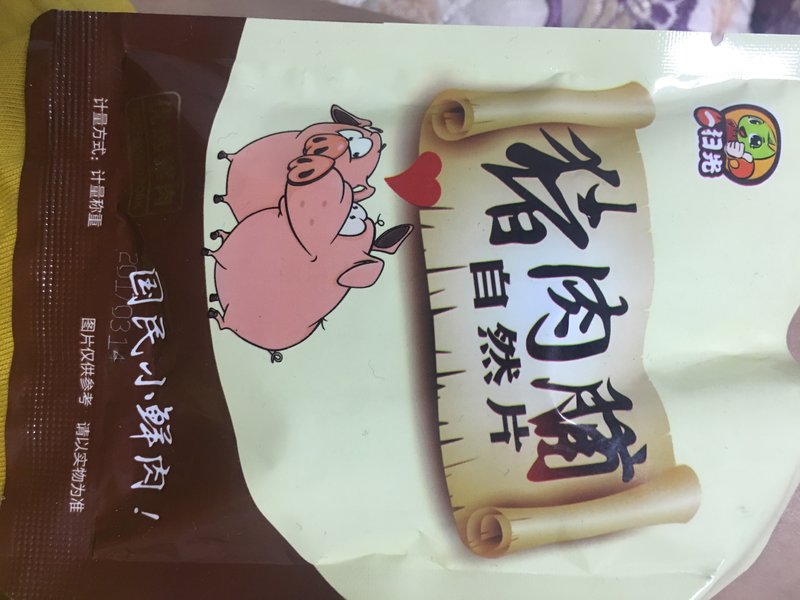 扫光
猪肉脯
自然片
国民小鲜肉！
20170314
计量方式：计量称重
图片仅供参考 请以实物为准